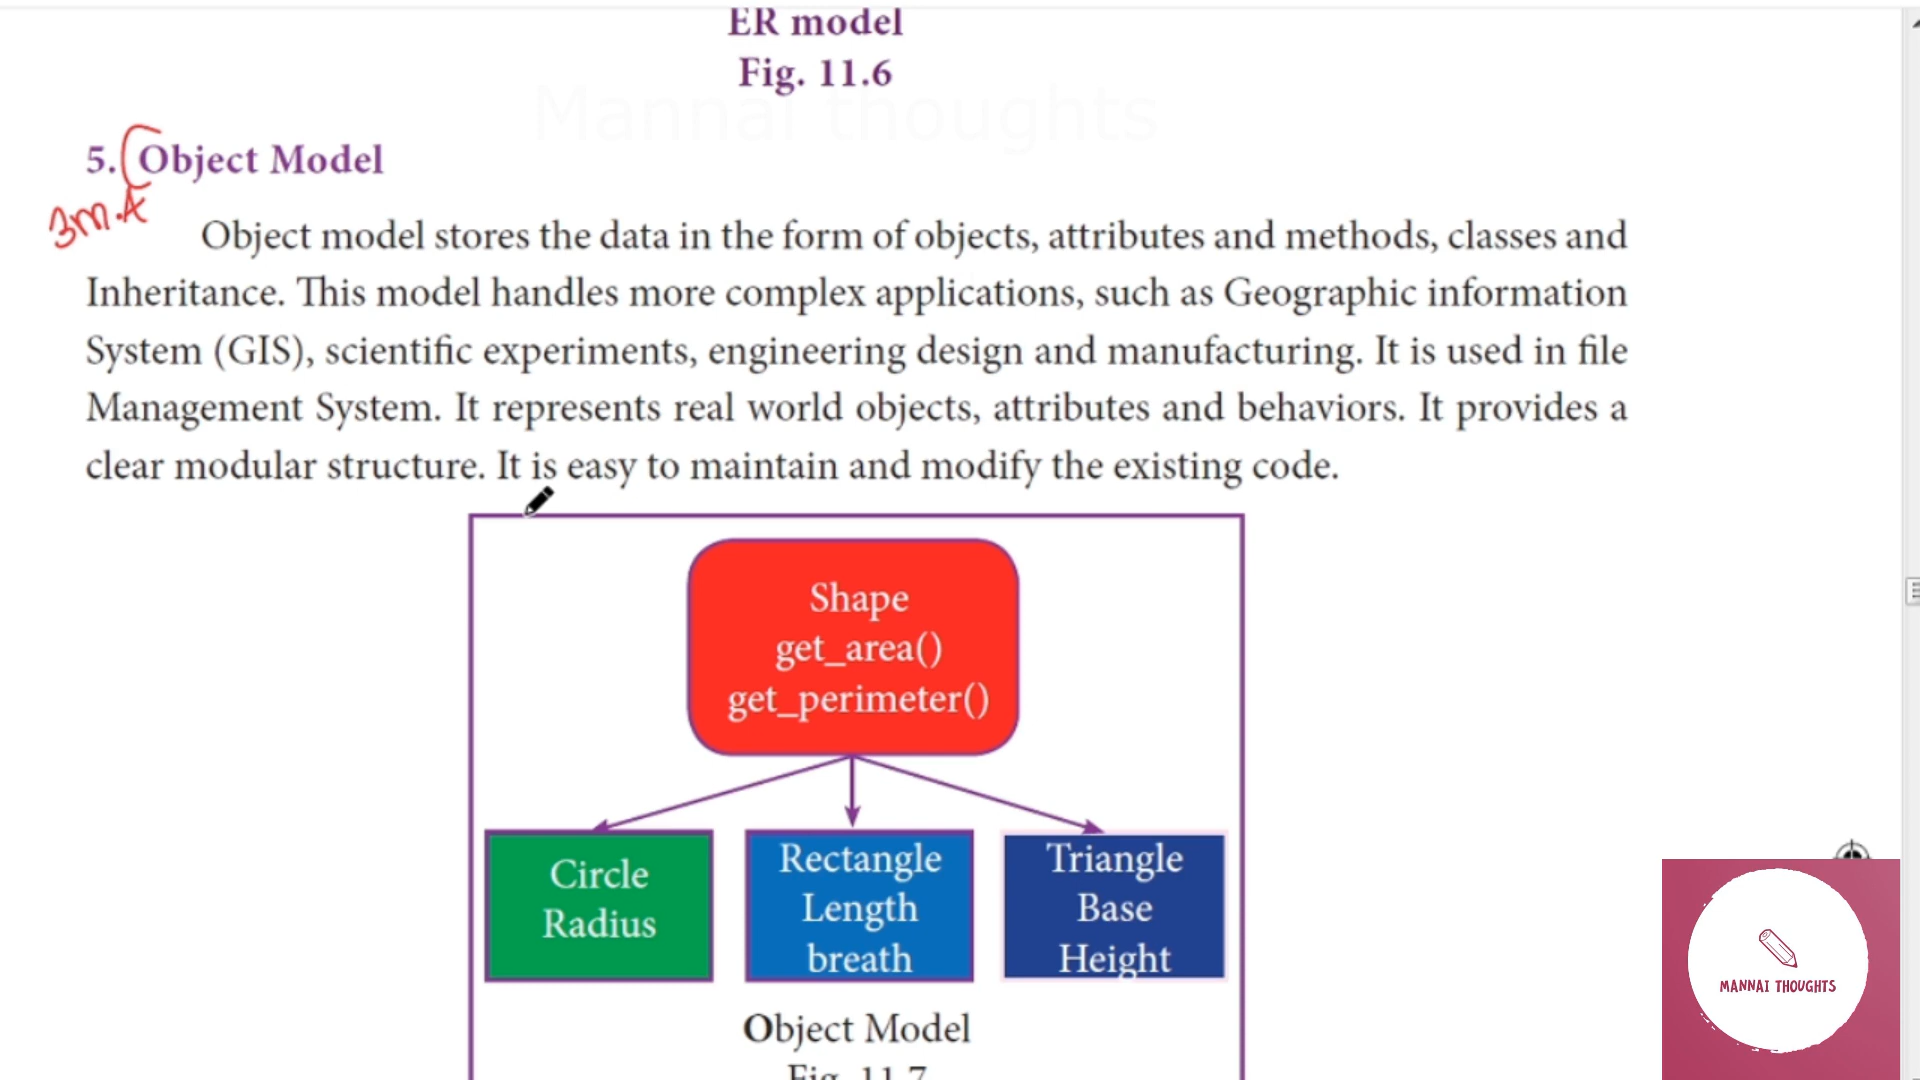 ER model
Fig. 11.6
Mannai thoughts
5. Object Model
3m.
Object model stores the data in the form of objects, attributes and methods, classes and
Inheritance. This model handles more complex applications, such as Geographic information
System (GIS), scientific experiments, engineering design and manufacturing. It is used in file
Management System. It represents real world objects, attributes and behaviors. It provides a
clear modular structure. It is easy to maintain and modify the existing code.
Shape
get_area()
get_perimeter()
Circle
Radius
Rectangle
Length
breath
Triangle
Base
Height
Object Model
Fig. 11.7
MANNAI THOUGHTS